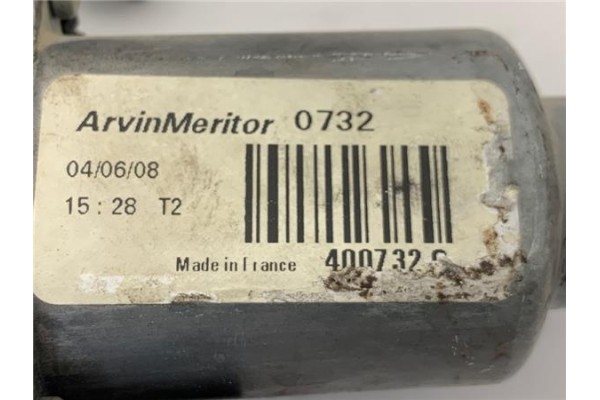 ArvinMeritor 0732
04/06/08
15 : 28 T2
Made in France 400732